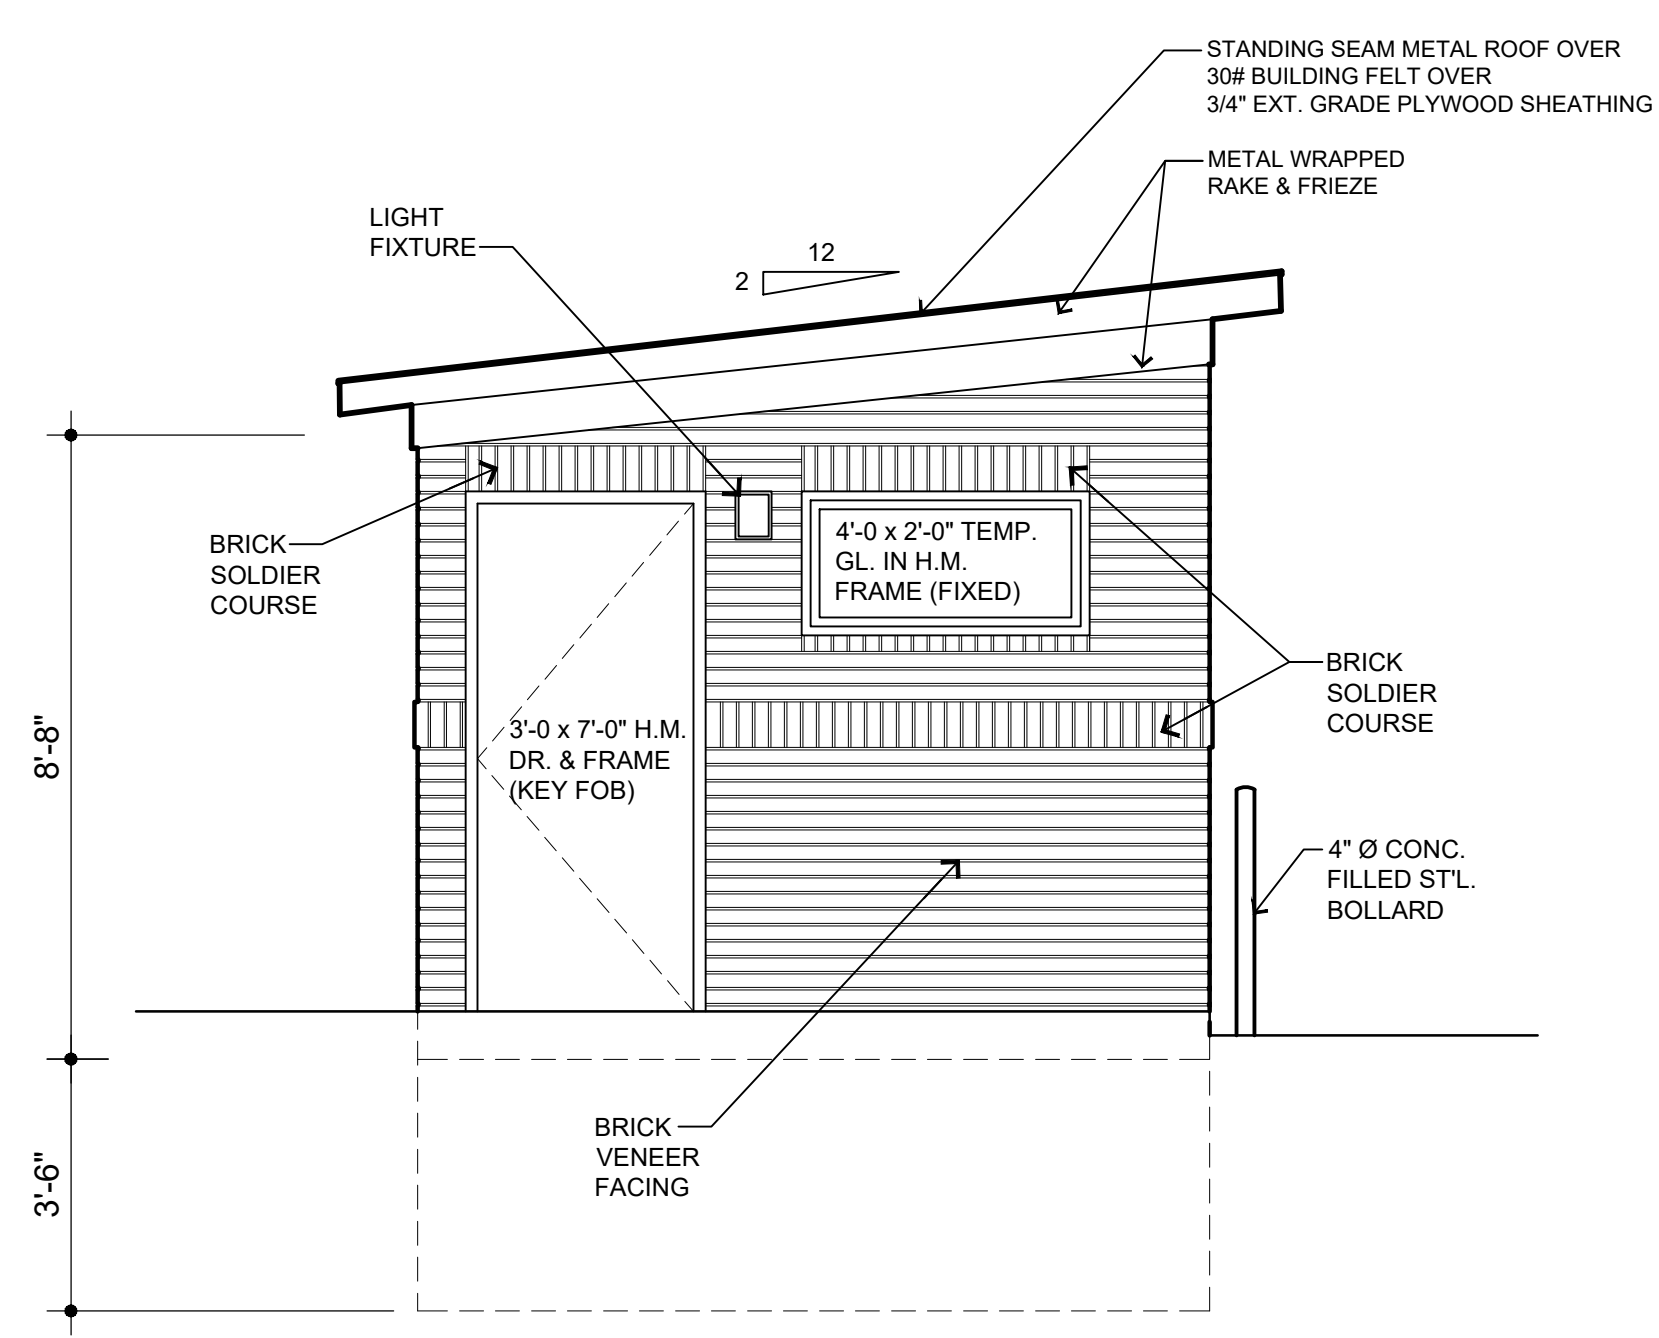 STANDING SEAM METAL ROOF OVER
30# BUILDING FELT OVER
3/4" EXT. GRADE PLYWOOD SHEATHING
METAL WRAPPED
RAKE & FRIEZE
LIGHT
FIXTURE
12
2
BRICK
SOLDIER
COURSE
4'-0 x 2'-0" TEMP.
GL. IN H.M.
FRAME (FIXED)
BRICK
SOLDIER
COURSE
3'-0 x 7'-0" H.M.
DR. & FRAME
(KEY FOB)
8'-8"
4" Ø CONC.
FILLED ST'L.
BOLLARD
BRICK
VENEER
FACING
3'-6"